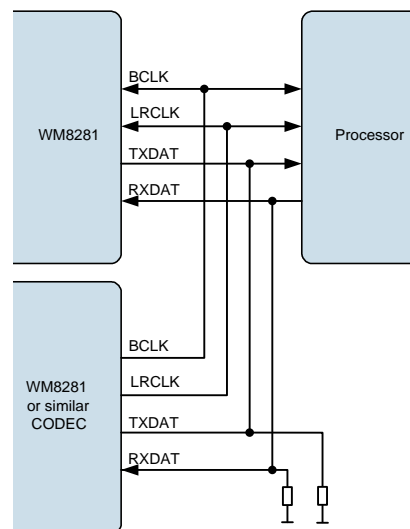 BCLK
LRCLK
WM8281
TXDAT
Processor
RXDAT
BCLK
WM8281
or similar
CODEC
LRCLK
TXDAT
RXDAT